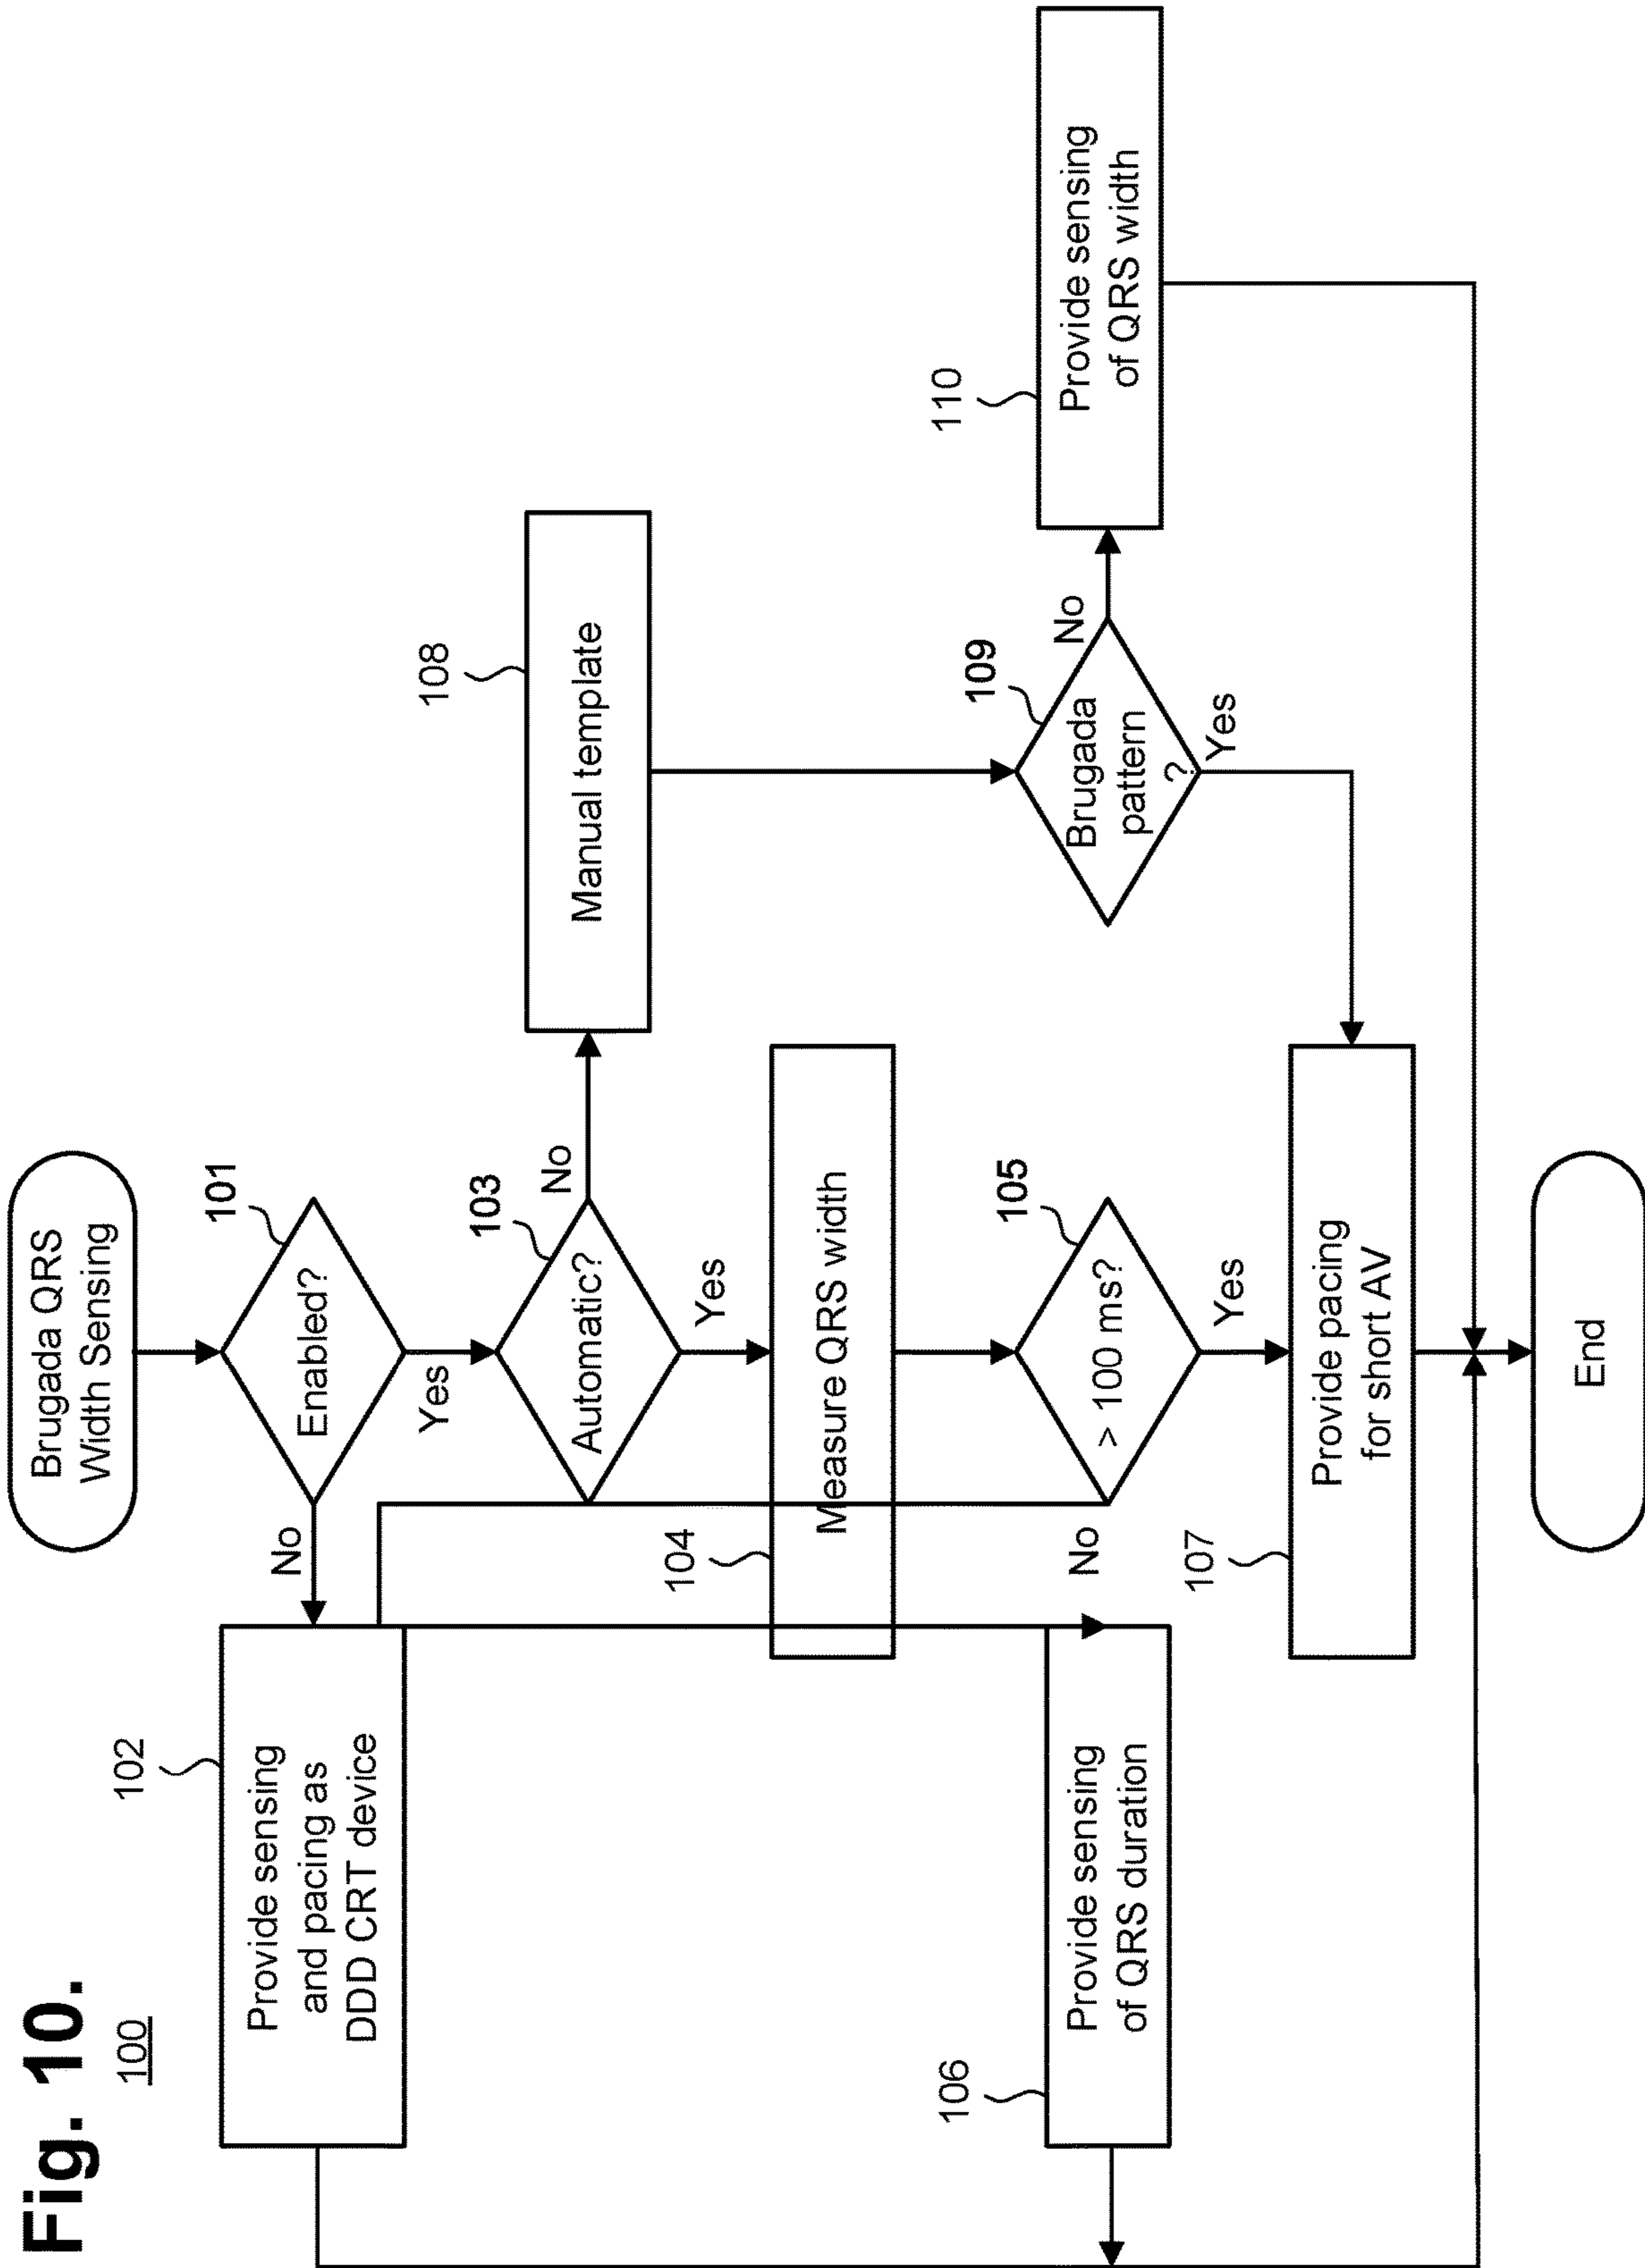 Fig. 10.
100
Brugada QRS
Width Sensing
101
Enabled?
No
Yes
102
Provide sensing
and pacing as
DDD CRT device
103
Automatic?
No
Yes
108
Manual template
104
Measure QRS width
105
> 100 ms?
No
Yes
106
Provide sensing
of QRS duration
109
Brugada
pattern
?
No
Yes
110
Provide sensing
of QRS width
107
Provide pacing
for short AV
End